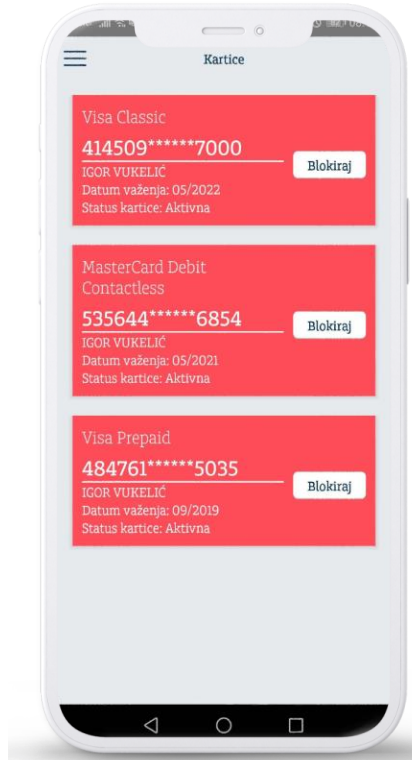 Kartice
Visa Classic
414509******7000
IGOR VUKELIĆ
Datum važenja: 05/2022
Status kartice: Aktivna
Blokiraj
MasterCard Debit
Contactless
535644******6854
IGOR VUKELIĆ
Datum važenja: 05/2021
Status kartice: Aktivna
Blokiraj
Visa Prepaid
484761******5035
IGOR VUKELIĆ
Datum važenja: 09/2019
Status kartice: Aktivna
Blokiraj